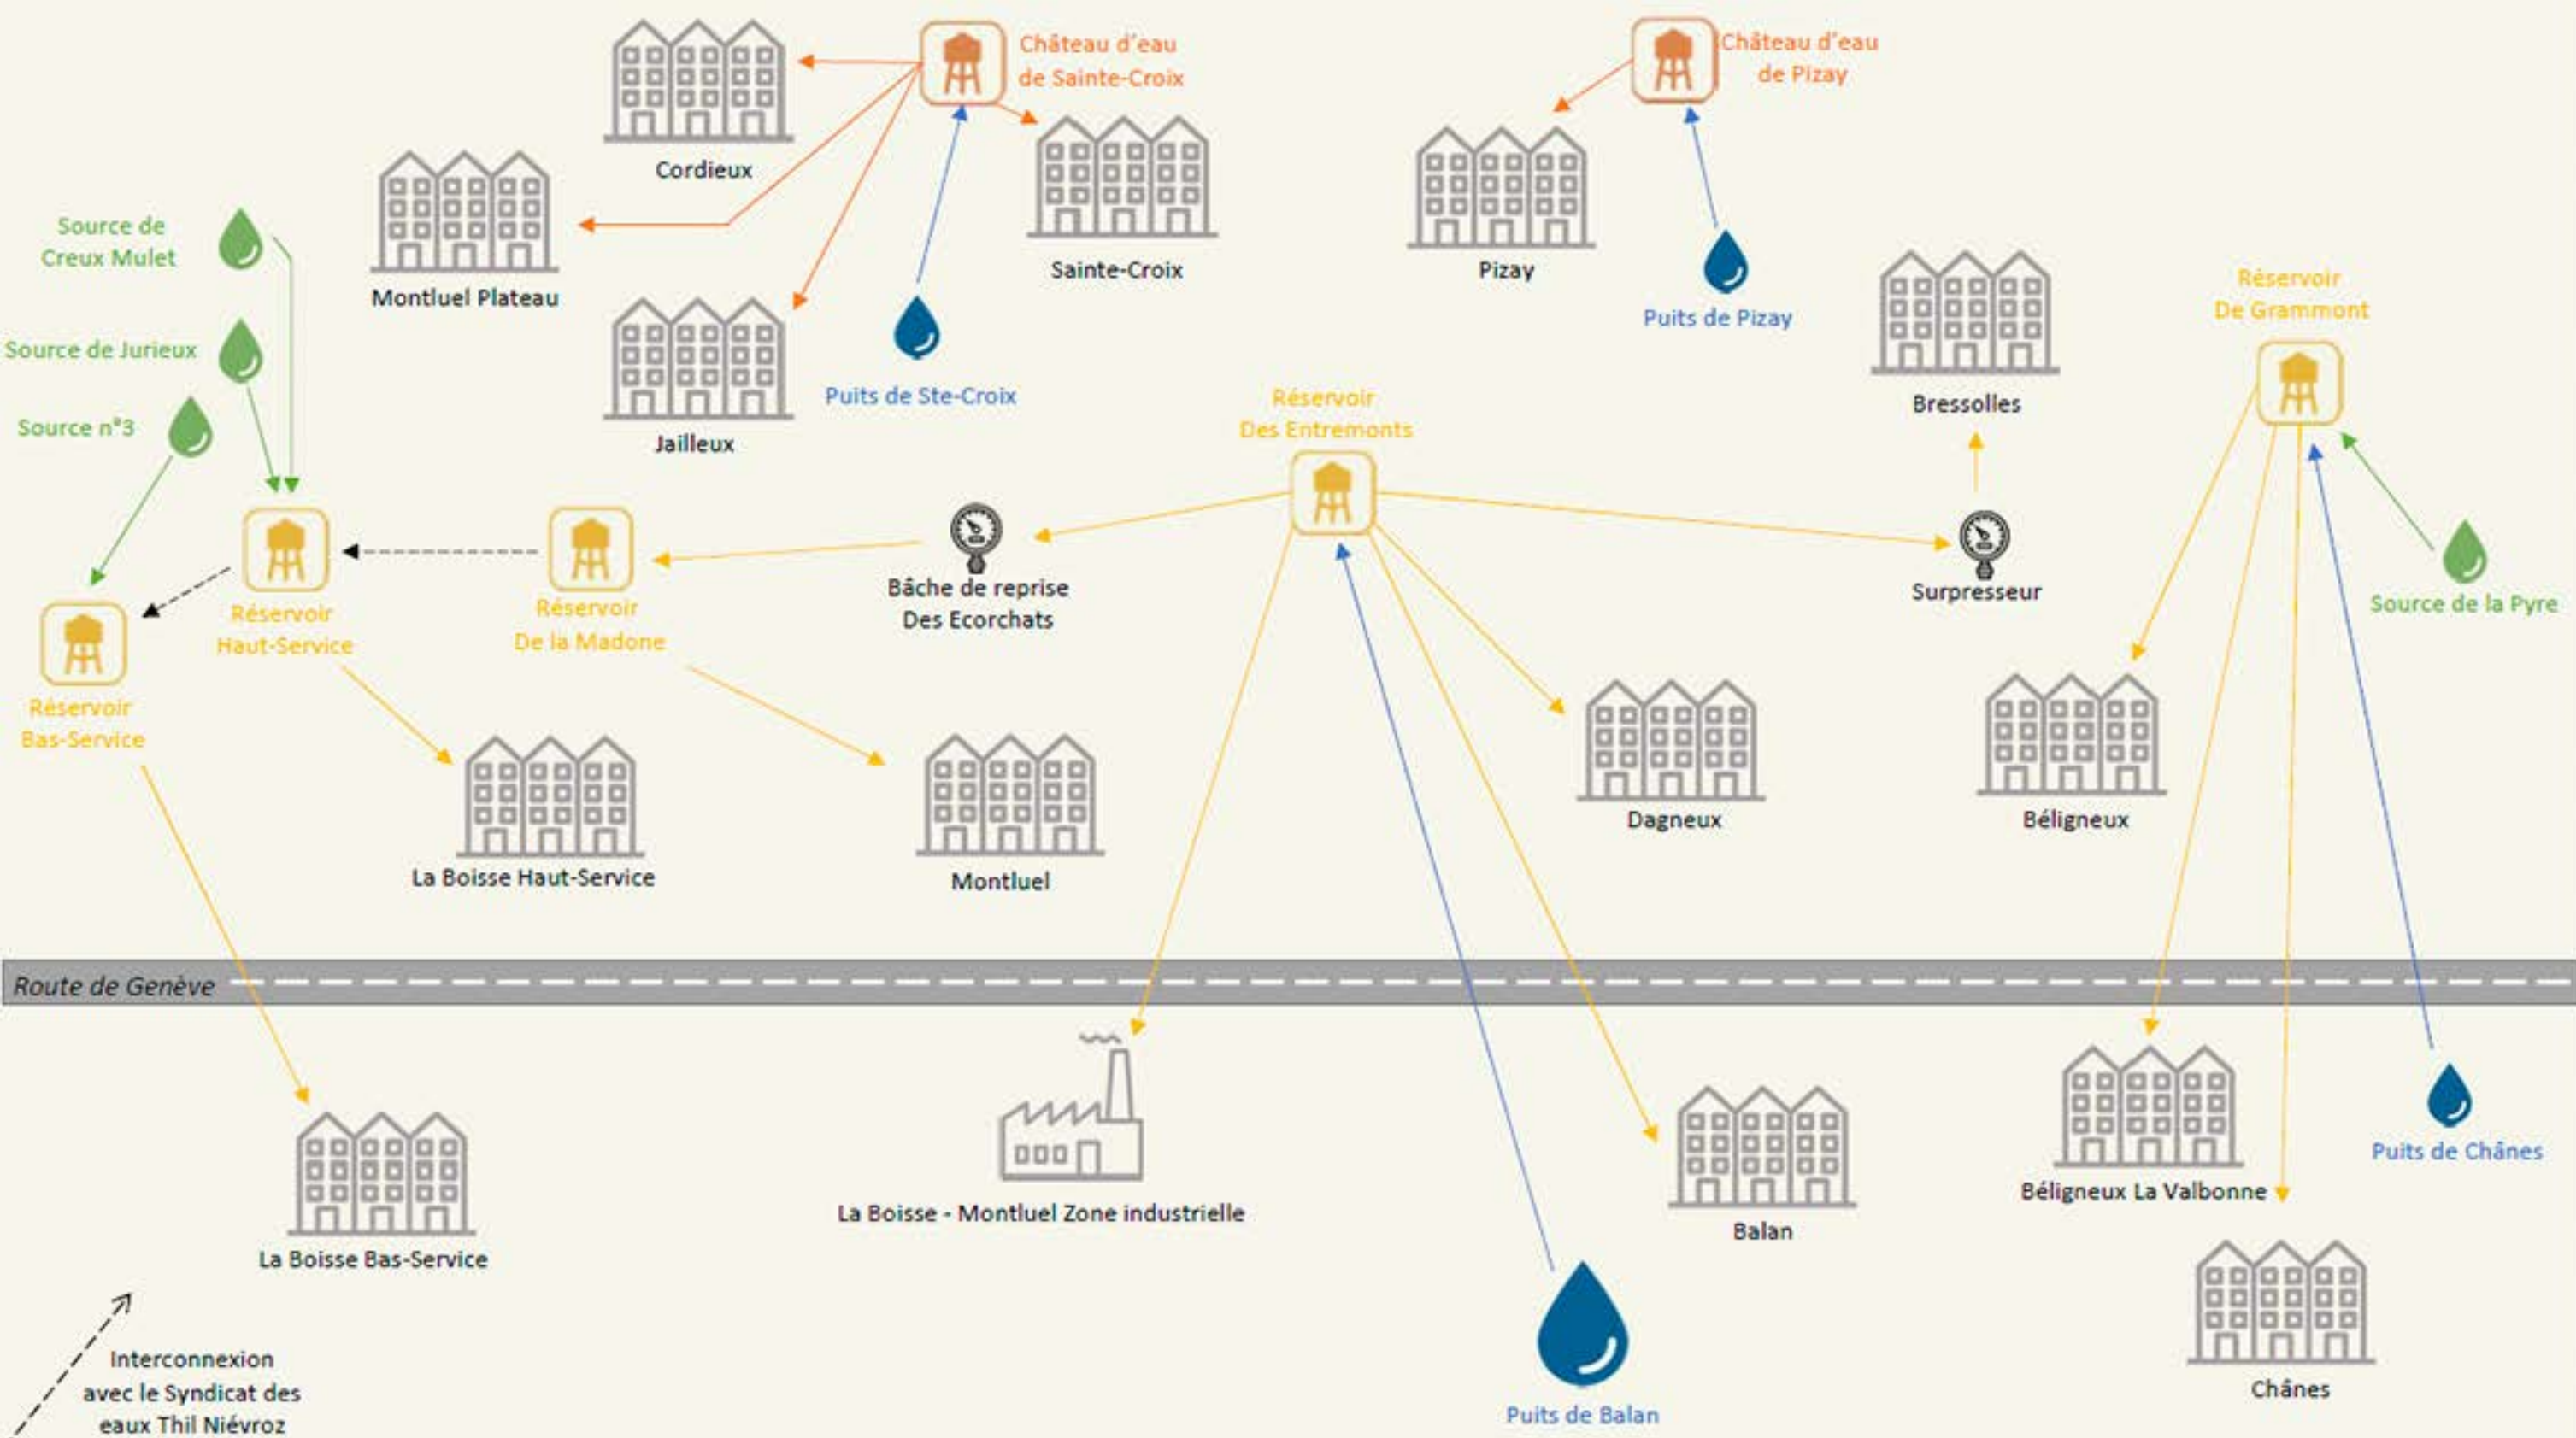 Château d'eau
de Sainte-Croix
Château d'eau
de Pizay
Cordieux
Source de
Creux Mulet
Montluel Plateau
Sainte-Croix
Pizay
Puits de Pizay
Réservoir
De Grammont
Source de Jurieux
Source n°3
Jailleux
Puits de Ste-Croix
Réservoir
Des Entremonts
Bressolles
Réservoir
Haut-Service
Réservoir
De la Madone
Bâche de reprise
Des Ecorchats
Surpresseur
Source de la Pyre
Réservoir
Bas-Service
La Boisse Haut-Service
Montluel
Dagneux
Béligneux
Route de Genève
La Boisse Bas-Service
La Boisse - Montluel Zone industrielle
Balan
Béligneux La Valbonne
Puits de Chânes
Interconnexion
avec le Syndicat des
eaux Thil Niévroz
Puits de Balan
Chânes